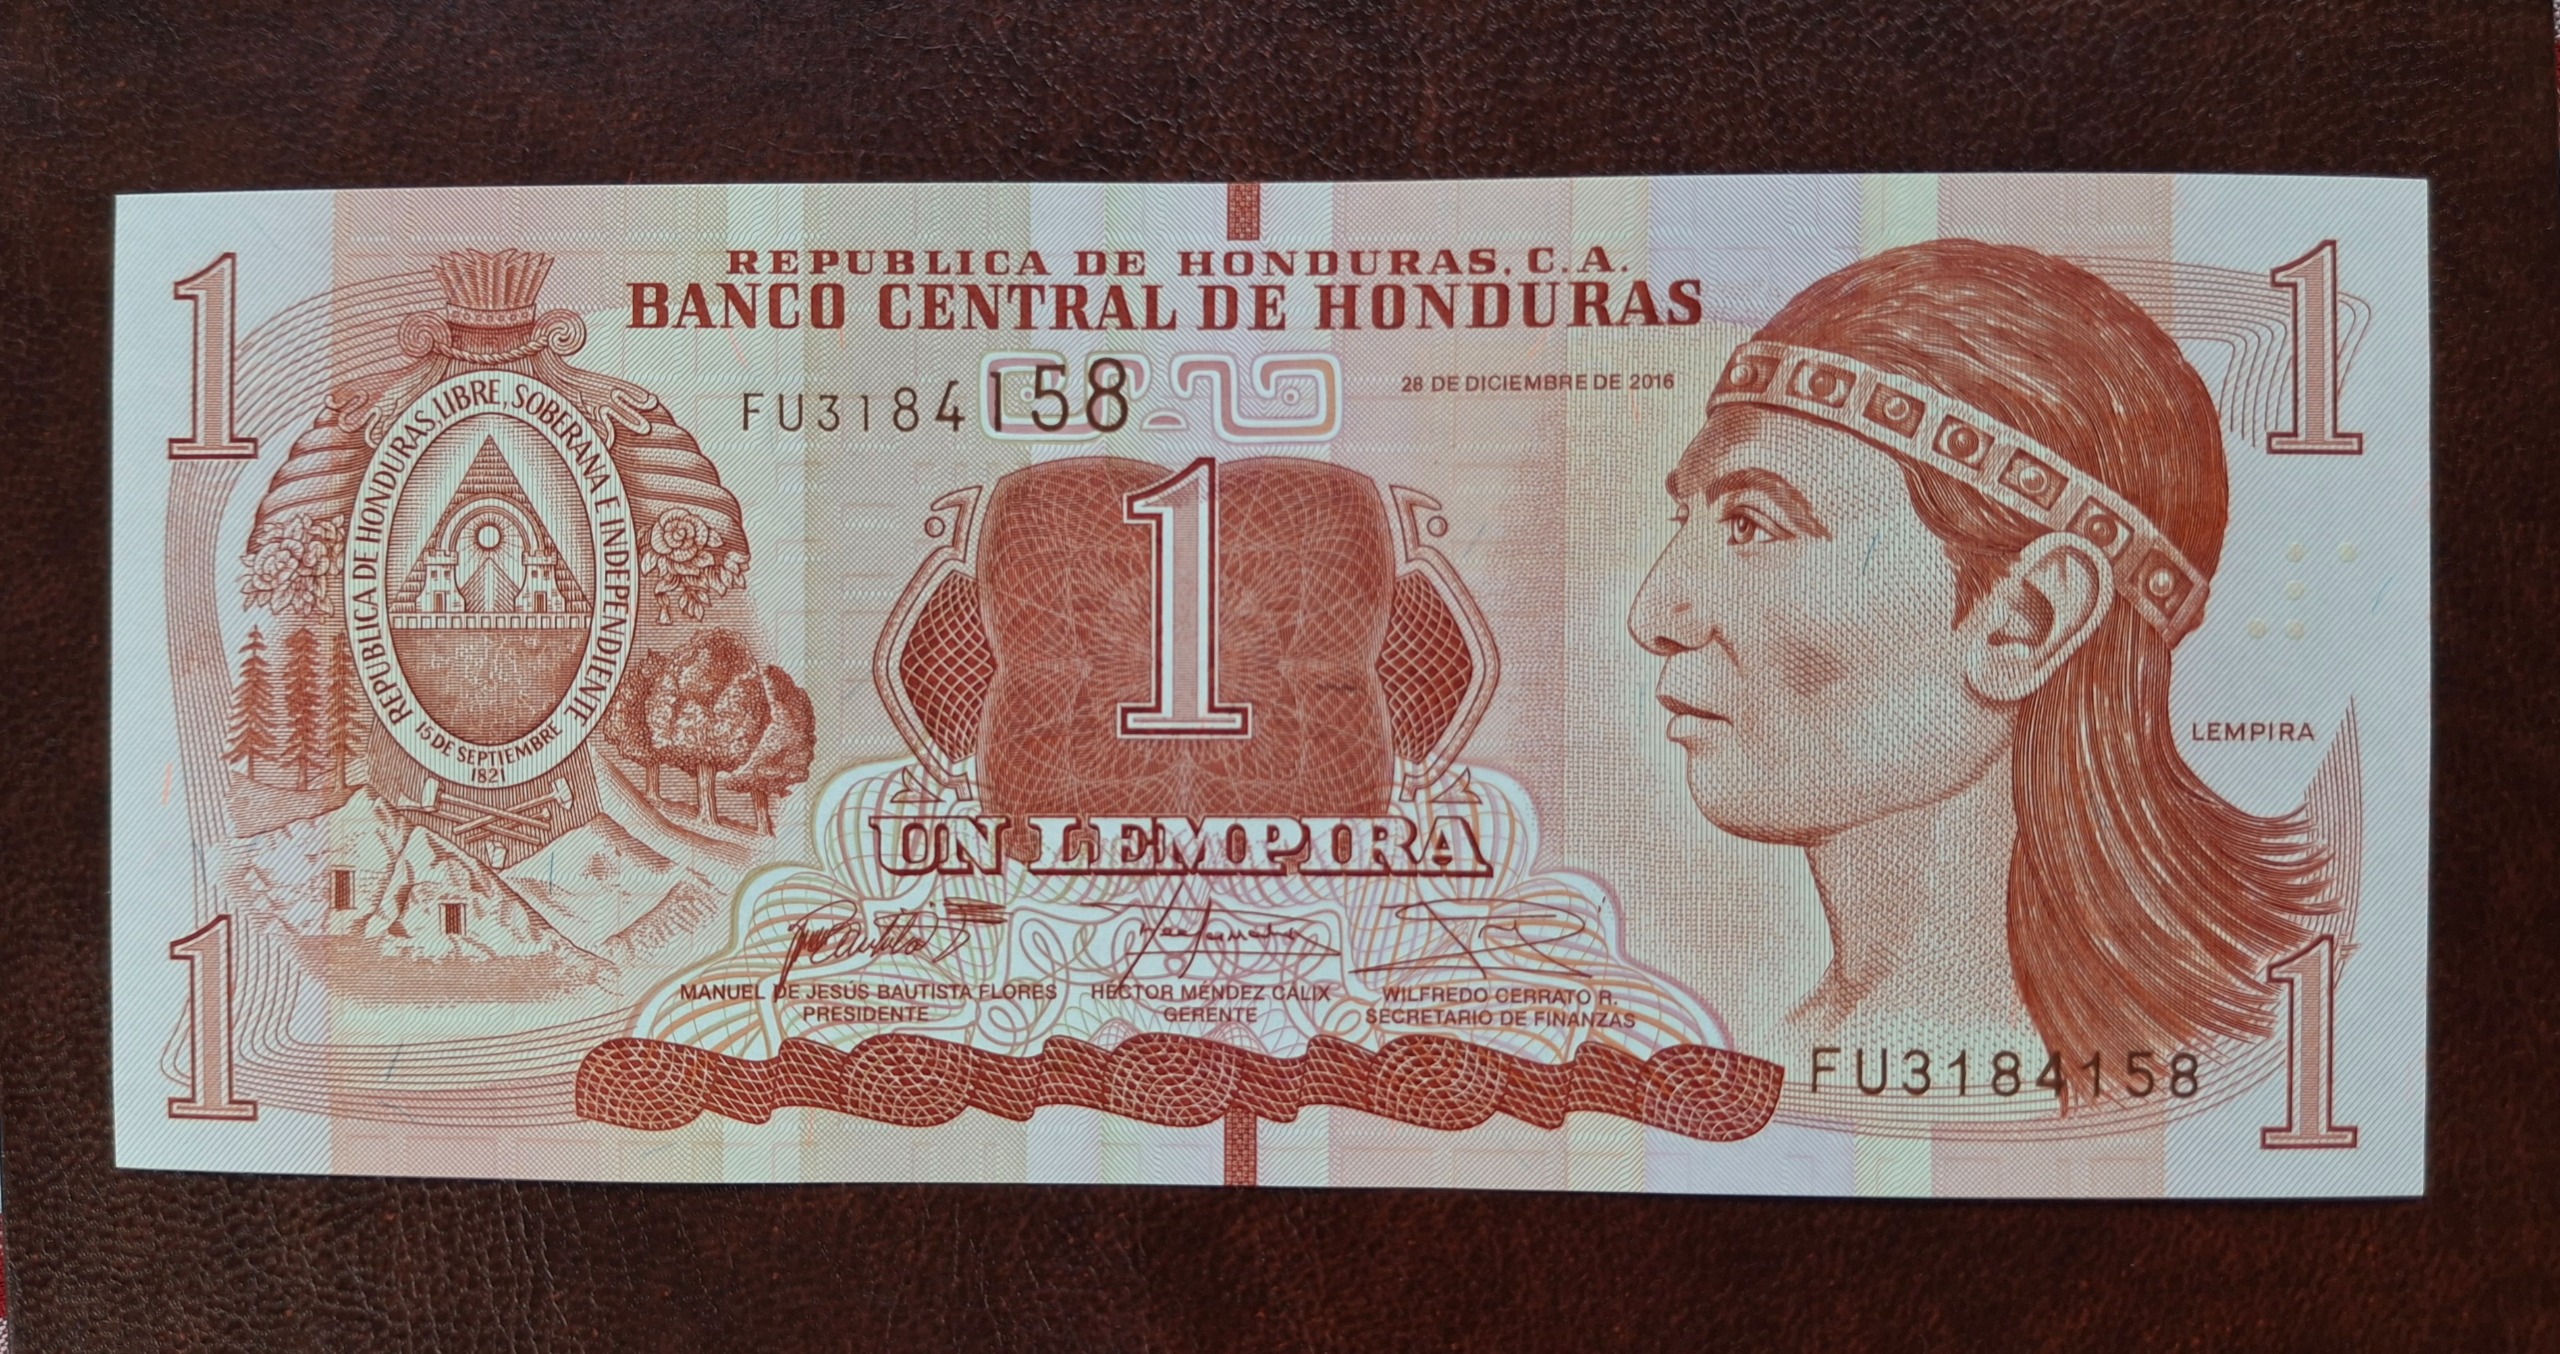 1
1
REPUBLICA DE HONDURAS, C.A.
BANCO CENTRAL DE HONDURAS
FU3184158
28 DE DICIEMBRE DE 2016
REPUBLICA DE HONDURAS, LIBRE, SOBERANA E INDEPENDIENTE
15 DE SEPTIEMBRE
1821
1
LEMPIRA
UN LEMPIRA
MANUEL DE JESÚS BAUTISTA FLORES
PRESIDENTE
HÉCTOR MÉNDEZ CÁLIX
GERENTE
WILFREDO CERRATO R.
SECRETARIO DE FINANZAS
1
FU3184158
1